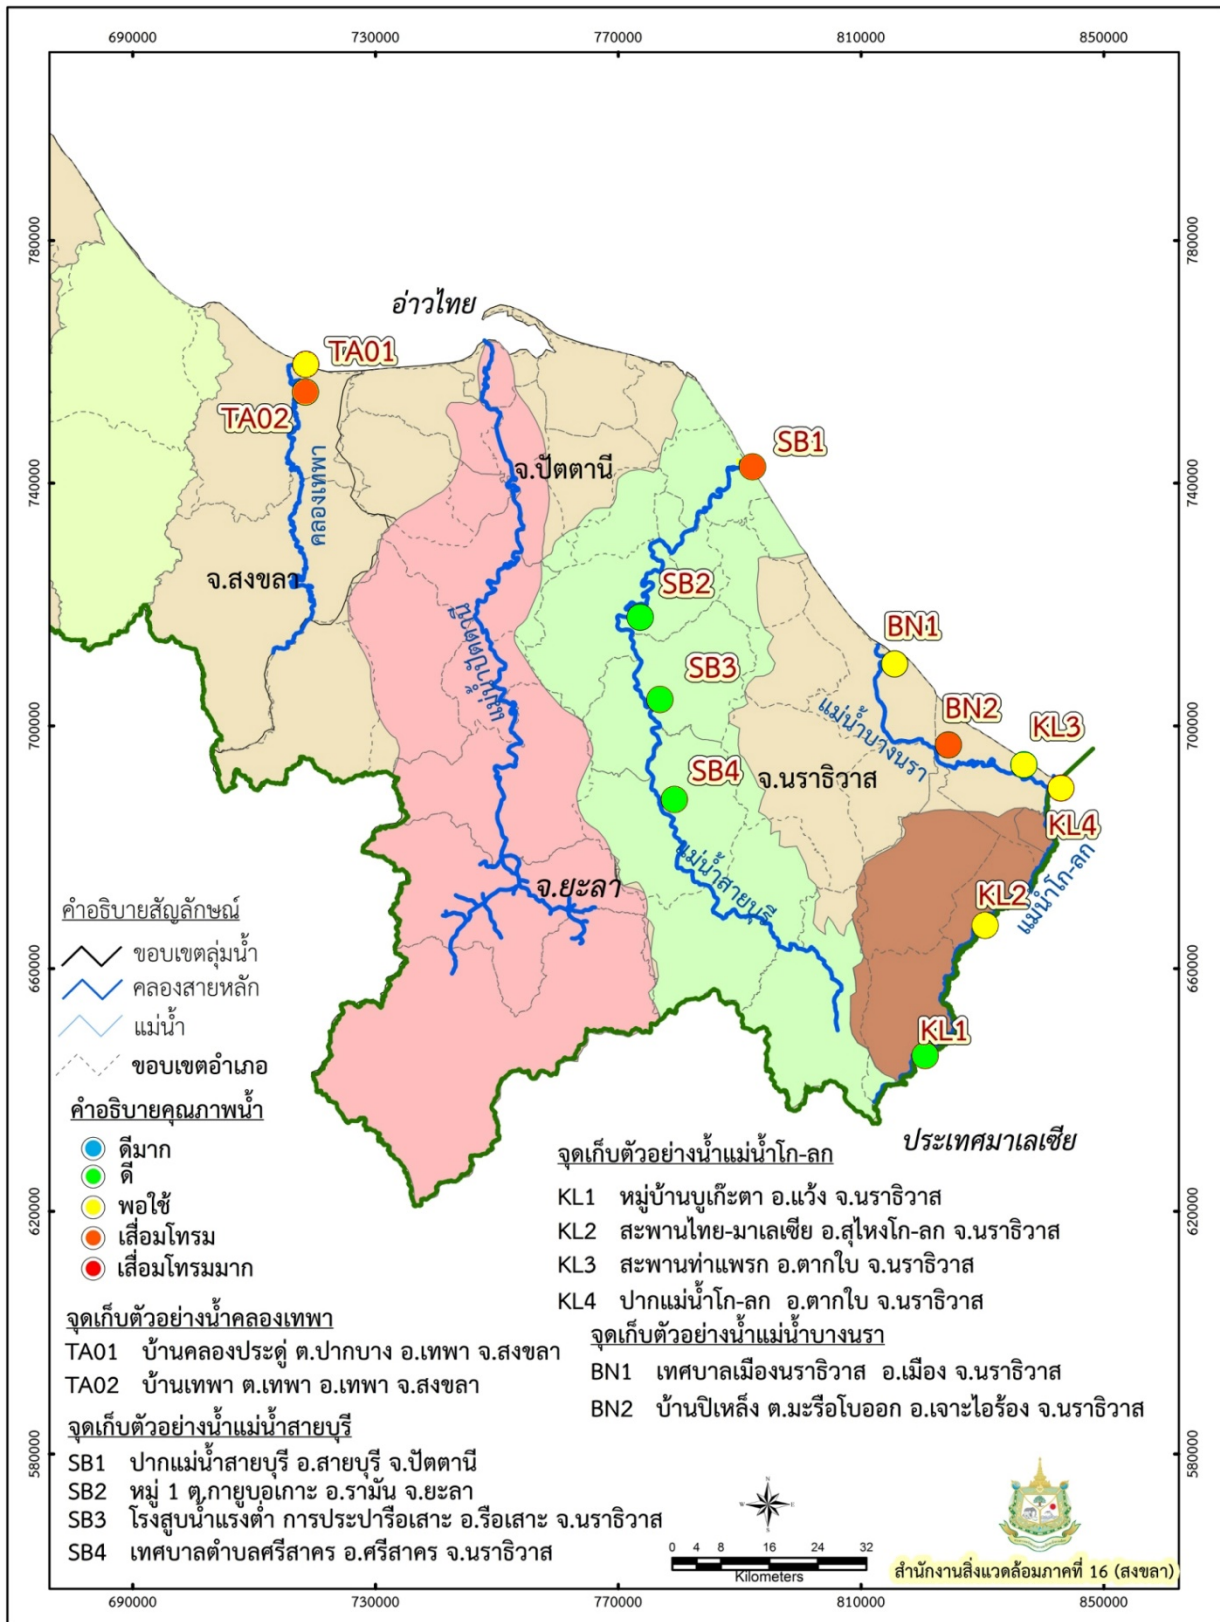 690000 730000 770000 810000 850000
780000 780000
อ่าวไทย
TA01
TA02
SB1
จ.ปัตตานี
740000 740000
คลองเทพา
จ.สงขลา
SB2
แม่น้ำปัตตานี
BN1
SB3
แม่น้ำบางนรา
BN2
KL3
700000 700000
SB4
จ.นราธิวาส
KL4
แม่น้ำสายบุรี
แม่น้ำโก-ลก
จ.ยะลา
KL2
660000 660000
KL1
ประเทศมาเลเซีย
คำอธิบายสัญลักษณ์
ขอบเขตลุ่มน้ำ
คลองสายหลัก
แม่น้ำ
ขอบเขตอำเภอ
คำอธิบายคุณภาพน้ำ
ดีมาก
ดี
พอใช้
เสื่อมโทรม
เสื่อมโทรมมาก
620000 620000
จุดเก็บตัวอย่างน้ำแม่น้ำโก-ลก
KL1 หมู่บ้านบูเก๊ะตา อ.แว้ง จ.นราธิวาส
KL2 สะพานไทย-มาเลเซีย อ.สุไหงโก-ลก จ.นราธิวาส
KL3 สะพานท่าแพรก อ.ตากใบ จ.นราธิวาส
KL4 ปากแม่น้ำโก-ลก อ.ตากใบ จ.นราธิวาส
จุดเก็บตัวอย่างน้ำคลองเทพา
TA01 บ้านคลองประดู่ ต.ปากบาง อ.เทพา จ.สงขลา
TA02 บ้านเทพา ต.เทพา อ.เทพา จ.สงขลา
จุดเก็บตัวอย่างน้ำแม่น้ำบางนรา
BN1 เทศบาลเมืองนราธิวาส อ.เมือง จ.นราธิวาส
BN2 บ้านปิเหล็ง ต.มะรือโบออก อ.เจาะไอร้อง จ.นราธิวาส
จุดเก็บตัวอย่างน้ำแม่น้ำสายบุรี
SB1 ปากแม่น้ำสายบุรี อ.สายบุรี จ.ปัตตานี
SB2 หมู่ 1 ต.กายูบอเกาะ อ.รามัน จ.ยะลา
SB3 โรงสูบน้ำแรงต่ำ การประปารือเสาะ อ.รือเสาะ จ.นราธิวาส
SB4 เทศบาลตำบลศรีสาคร อ.ศรีสาคร จ.นราธิวาส
580000 580000
N
W E
S
0 4 8 16 24 32
Kilometers
สำนักงานสิ่งแวดล้อมภาคที่ 16 (สงขลา)
690000 730000 770000 810000 850000